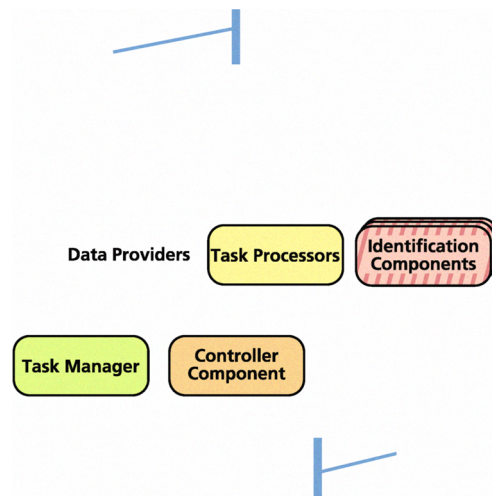 Data Providers
Task Processors
Identification
Components
Task Manager
Controller
Component